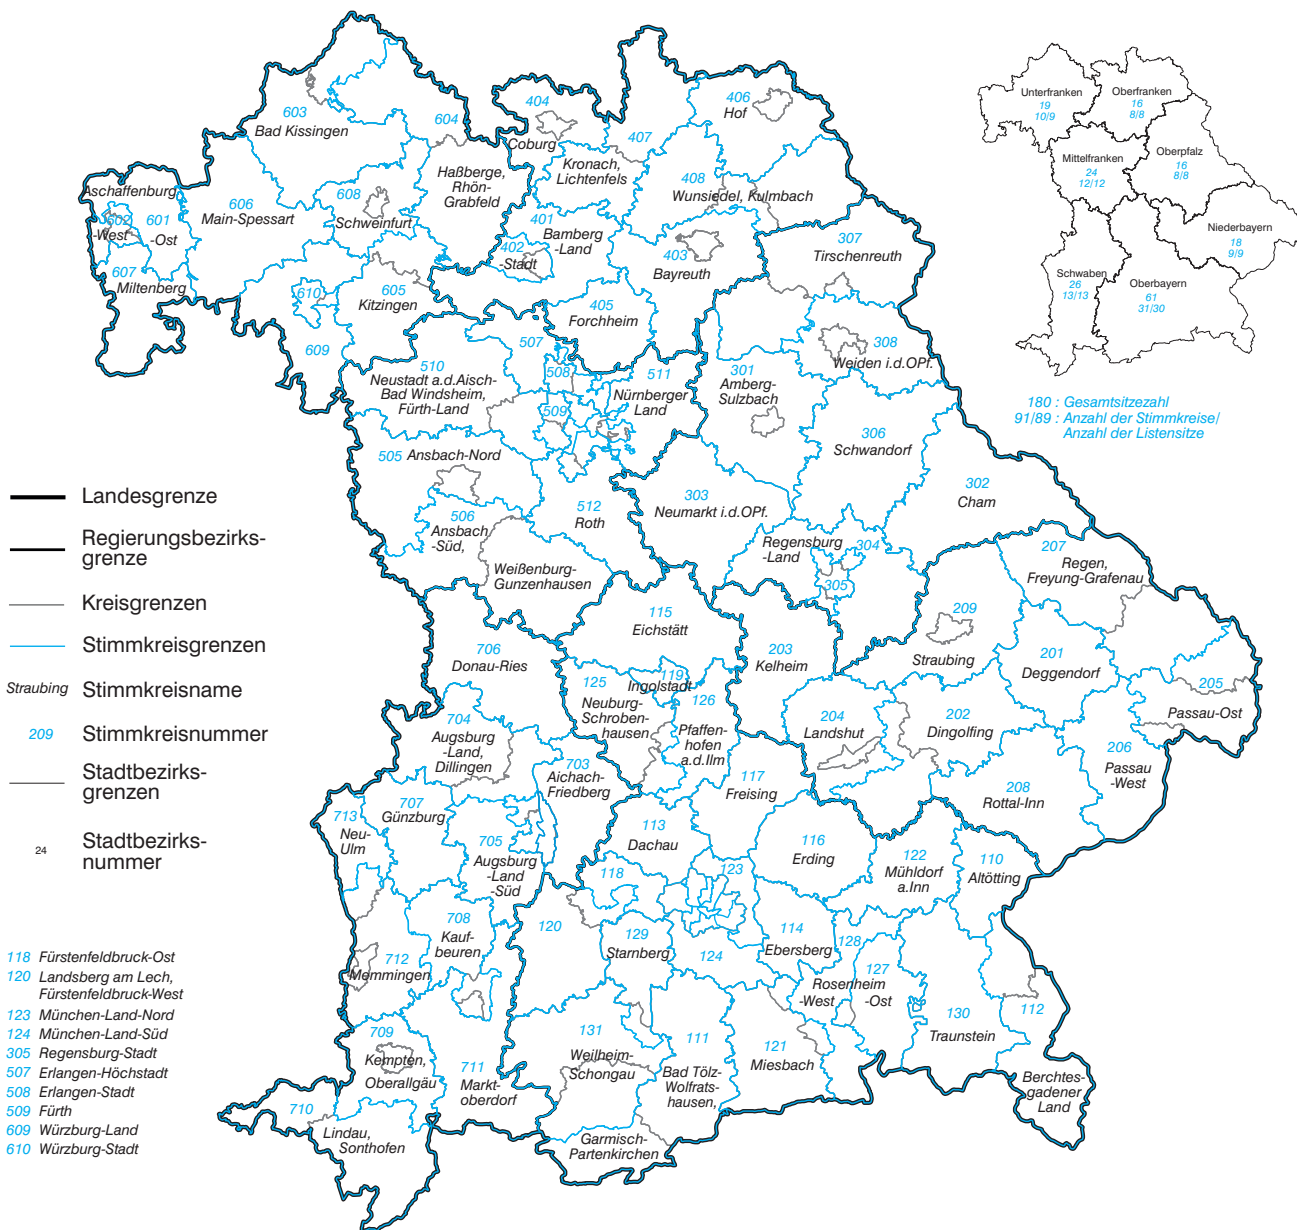 603
Bad Kissingen
604
404
Coburg
407
406
Hof
Unterfranken
19
10/9
Oberfranken
16
8/8
Mittelfranken
24
12/12
Oberpfalz
16
8/8
Niederbayern
18
9/9
Schwaben
26
13/13
Oberbayern
61
31/30
180 : Gesamtsitzezahl
91/89 : Anzahl der Stimmkreise/
Anzahl der Listensitze
Aschaffenburg
602
-West
601
-Ost
606
Main-Spessart
608
Schweinfurt
Haßberge,
Rhön-
Grabfeld
Kronach,
Lichtenfels
408
Wunsiedel, Kulmbach
401
Bamberg
-Land
402
-Stadt
403
Bayreuth
307
Tirschenreuth
607
Miltenberg
610
605
Kitzingen
609
405
Forchheim
507
508
509
510
Neustadt a.d.Aisch-
Bad Windsheim,
Fürth-Land
511
Nürnberger
Land
301
Amberg-
Sulzbach
308
Weiden i.d.OPf.
505 Ansbach-Nord
506
Ansbach
-Süd,
Weißenburg-
Gunzenhausen
512
Roth
303
Neumarkt i.d.OPf.
306
Schwandorf
302
Cham
Regensburg
-Land
304
305
207
Regen,
Freyung-Grafenau
209
Straubing
115
Eichstätt
203
Kelheim
201
Deggendorf
205
Passau-Ost
706
Donau-Ries
119
Ingolstadt
125
Neuburg-
Schroben-
hausen
126
Pfaffen-
hofen
a.d.Ilm
204
Landshut
202
Dingolfing
206
Passau
-West
208
Rottal-Inn
704
Augsburg
-Land,
Dillingen
703
Aichach-
Friedberg
117
Freising
713
Neu-
Ulm
707
Günzburg
705
Augsburg
-Land
-Süd
113
Dachau
116
Erding
122
Mühldorf
a.Inn
110
Altötting
118
123
120
708
Kauf-
beuren
129
Starnberg
124
114
Ebersberg
128
Rosenheim
-West
127
-Ost
712
Memmingen
130
Traunstein
112
Berchtes-
gadener
Land
709
Kempten,
Oberallgäu
711
Markt-
oberdorf
131
Weilheim-
Schongau
111
Bad Tölz-
Wolfrats-
hausen,
Garmisch-
Partenkirchen
121
Miesbach
710
Lindau,
Sonthofen
Landesgrenze
Regierungsbezirks-
grenze
Kreisgrenzen
Stimmkreisgrenzen
Straubing Stimmkreisname
209 Stimmkreisnummer
Stadtbezirks-
grenzen
24 Stadtbezirks-
nummer
118 Fürstenfeldbruck-Ost
120 Landsberg am Lech,
Fürstenfeldbruck-West
123 München-Land-Nord
124 München-Land-Süd
305 Regensburg-Stadt
507 Erlangen-Höchstadt
508 Erlangen-Stadt
509 Fürth
609 Würzburg-Land
610 Würzburg-Stadt